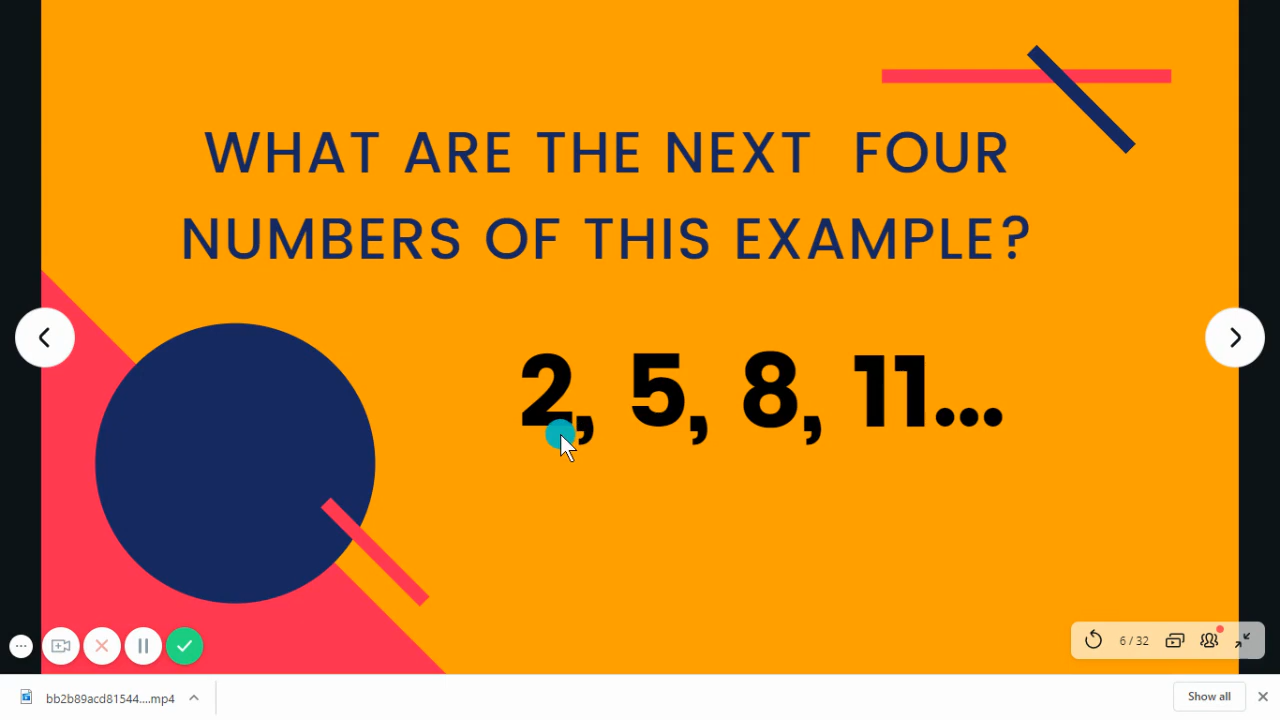 WHAT ARE THE NEXT FOUR
NUMBERS OF THIS EXAMPLE?
2, 5, 8, 11...
6 / 32
bb2b89acd81544....mp4
Show all